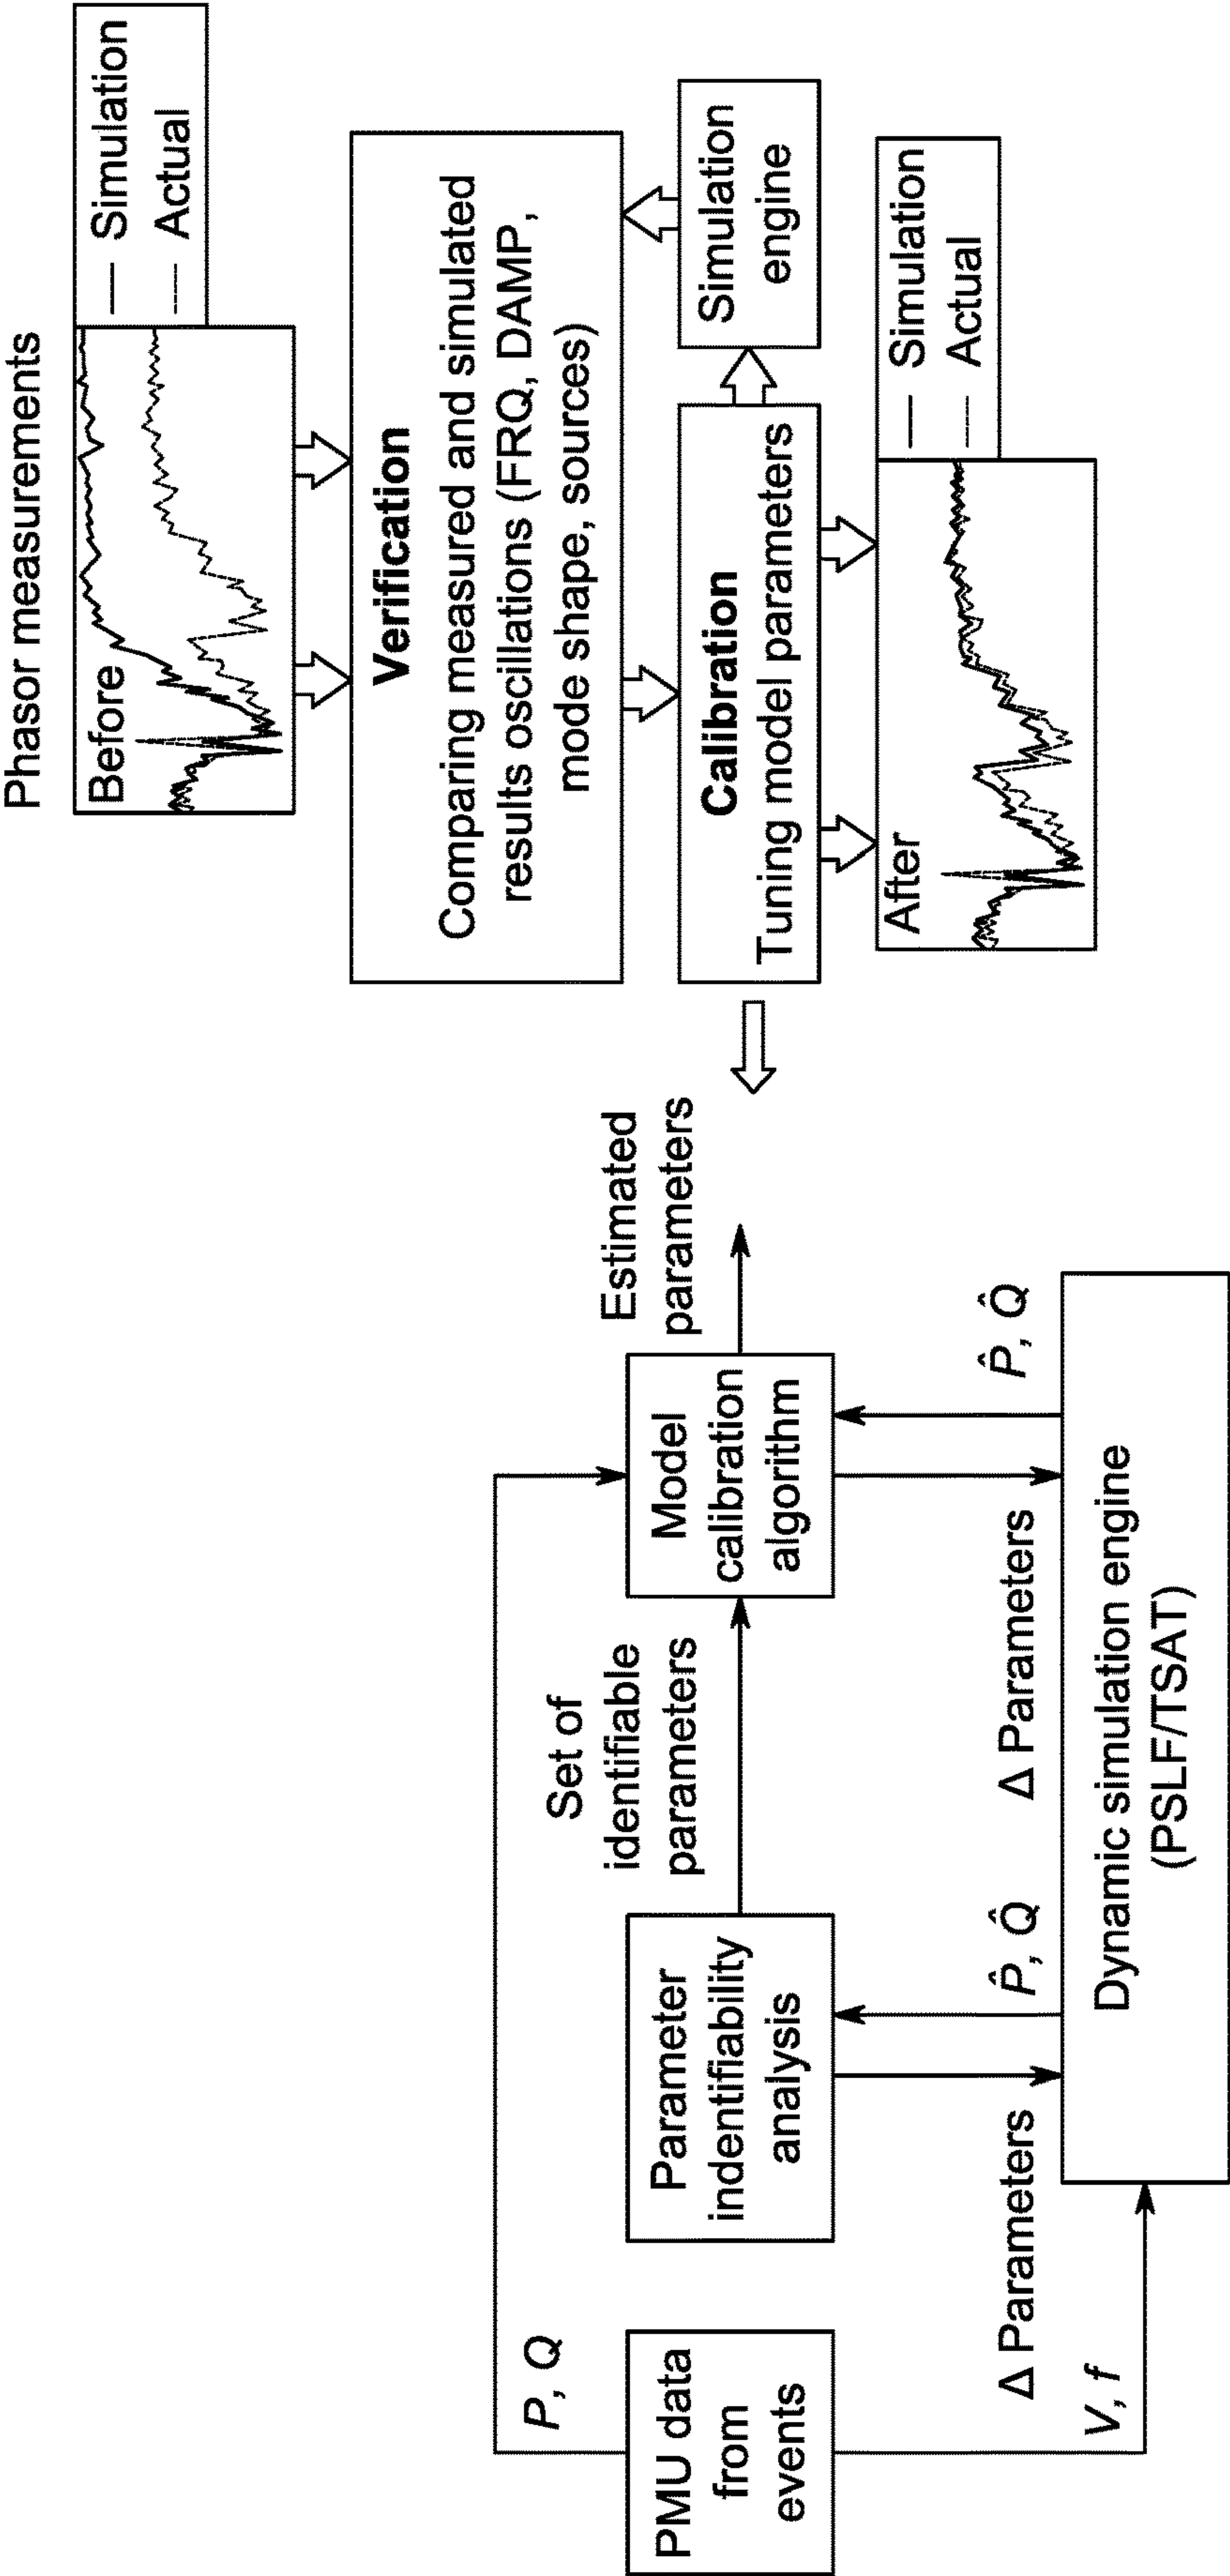 P, Q
PMU data
from
events
V, f
Parameter
indentifiability
analysis
Δ Parameters
P̂, Q̂
Set of
identifiable
parameters
Model
calibration
algorithm
Δ Parameters
P̂, Q̂
Estimated
parameters
Dynamic simulation engine
(PSLF/TSAT)
Phasor measurements
Before
Simulation
Actual
Verification
Comparing measured and simulated
results oscillations (FRQ, DAMP,
mode shape, sources)
Calibration
Tuning model parameters
Simulation
engine
After
Simulation
Actual